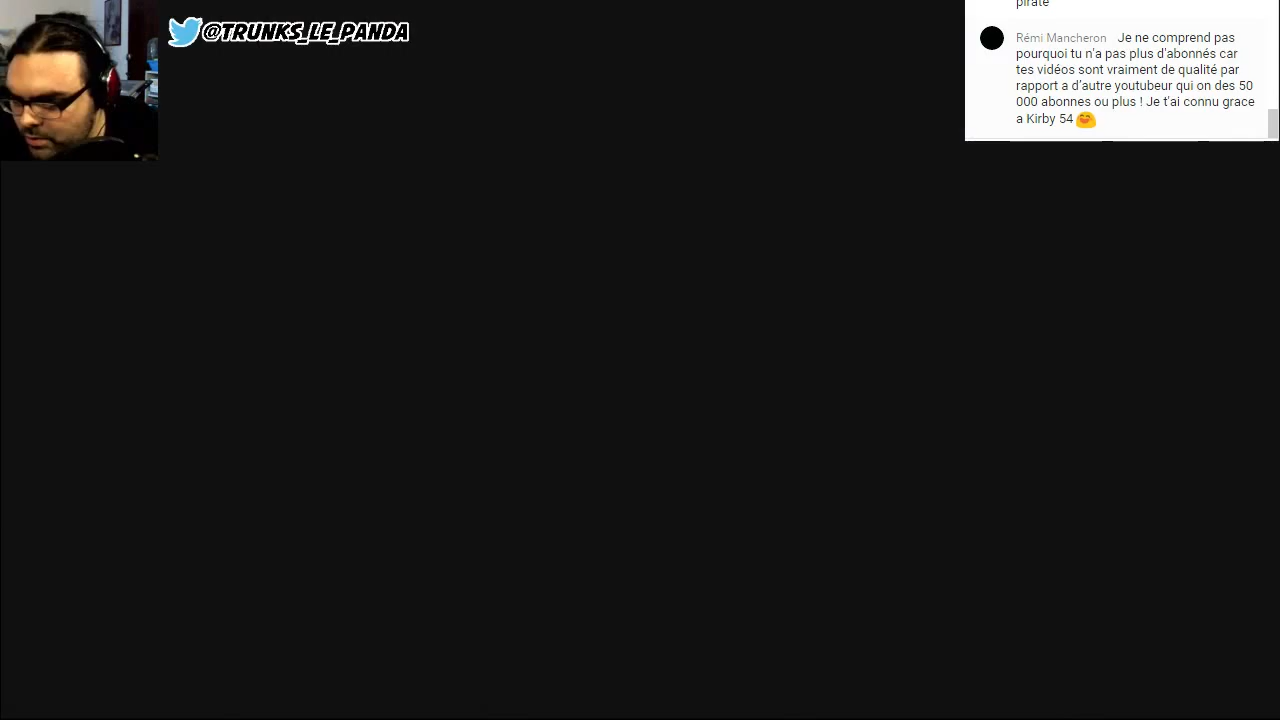 @TRUNKS_LE_PANDA
pirate
Rémi Mancheron Je ne comprend pas
pourquoi tu n'a pas plus d'abonnés car
tes vidéos sont vraiment de qualité par
rapport a d'autre youtubeur qui on des 50
000 abonnes ou plus ! Je t'ai connu grace
a Kirby 54